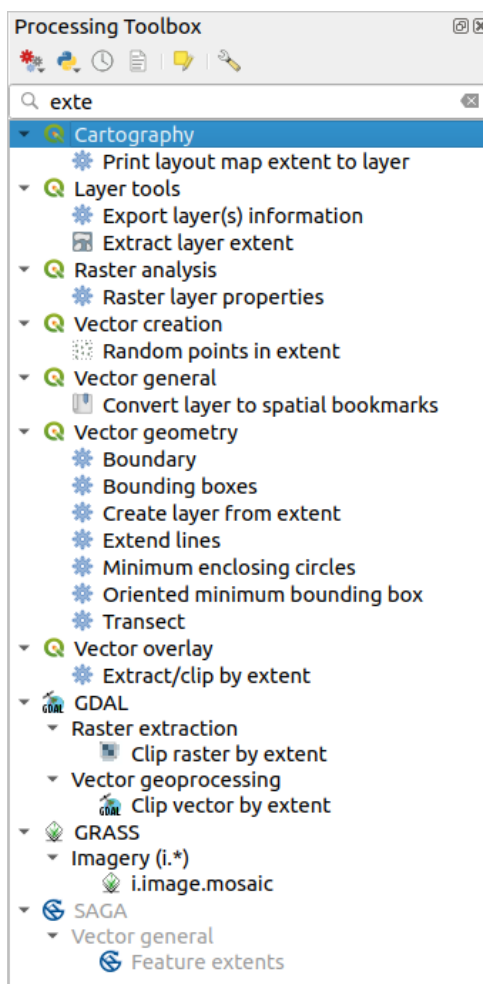 Processing Toolbox
exte
Cartography
Print layout map extent to layer
Layer tools
Export layer(s) information
Extract layer extent
Raster analysis
Raster layer properties
Vector creation
Random points in extent
Vector general
Convert layer to spatial bookmarks
Vector geometry
Boundary
Bounding boxes
Create layer from extent
Extend lines
Minimum enclosing circles
Oriented minimum bounding box
Transect
Vector overlay
Extract/clip by extent
GDAL
Raster extraction
Clip raster by extent
Vector geoprocessing
GDAL Clip vector by extent
GRASS
Imagery (i.*)
i.image.mosaic
SAGA
Vector general
Feature extents